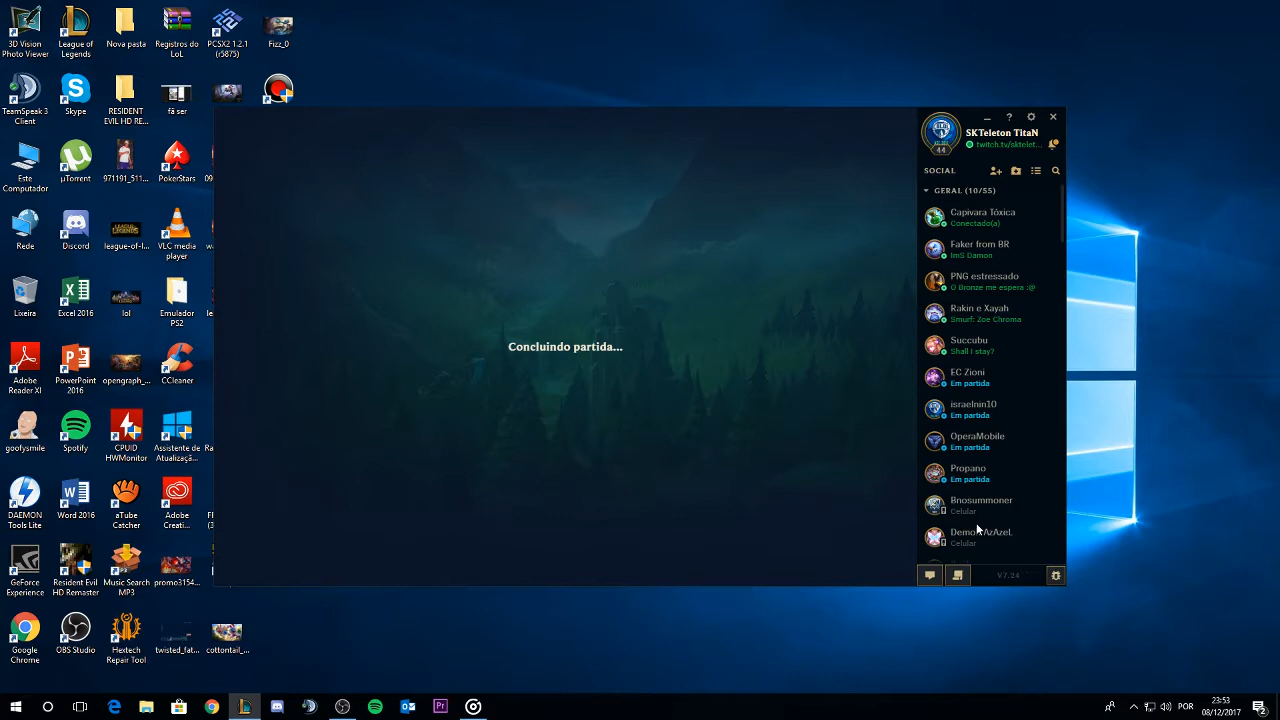 3D Vision
Photo Viewer
League of
Legends
Nova pasta
Registros do
LoL
PCSX2 1.2.1
(r5875)
Fizz_0
TeamSpeak 3
Client
Skype
RESIDENT
EVIL HD RE...
fã ser
Este
Computador
µTorrent
971191_511...
PokerStars
Rede
Discord
league-of-l...
VLC media
player
Lixeira
Excel 2016
lol
Emulador
PS2
Adobe
Reader XI
PowerPoint
2016
opengraph_...
CCleaner
goofysmile
Spotify
CPUID
HWMonitor
Assistente de
Atualizaçã...
DAEMON
Tools Lite
Word 2016
aTube
Catcher
Adobe
Creati...
GeForce
Experience
Resident Evil
HD Remaster
Music Search
MP3
promo3154...
Google
Chrome
OBS Studio
Hextech
Repair Tool
twisted_fat...
cottontail_...
Concluindo partida...
SKTeleton TitaN
twitch.tv/sktelet...
44
SOCIAL
GERAL (10/55)
Capivara Tóxica
Conectado(a)
Faker from BR
ImS Damon
PNG estressado
O Bronze me espera :@
Rakin e Xayah
Smurf: Zoe Chroma
Succubu
Shall I stay?
EC Zioni
Em partida
israelnin10
Em partida
OperaMobile
Em partida
Propano
Em partida
Bnosummoner
Celular
Celular
V.7.24
POR
23:53
08/12/2017
2